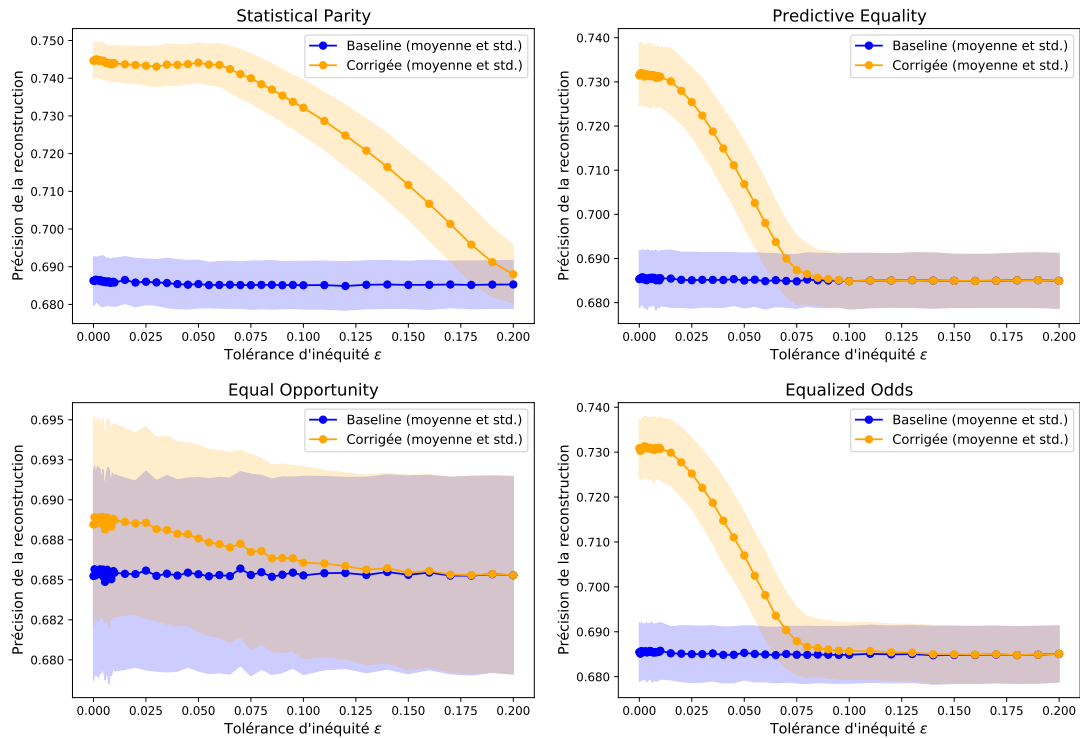 Statistical Parity
Précision de la reconstruction
0.750
0.740
0.730
0.720
0.710
0.700
0.690
0.680
Baseline (moyenne et std.)
Corrigée (moyenne et std.)
0.000 0.025 0.050 0.075 0.100 0.125 0.150 0.175 0.200
Tolérance d'inéquité ε
Predictive Equality
Précision de la reconstruction
0.730
0.720
0.710
0.700
0.690
0.680
Baseline (moyenne et std.)
Corrigée (moyenne et std.)
0.000 0.025 0.050 0.075 0.100 0.125 0.150 0.175 0.200
Tolérance d'inéquité ε
Equal Opportunity
Précision de la reconstruction
0.695
0.693
0.690
0.688
0.685
0.682
0.680
Baseline (moyenne et std.)
Corrigée (moyenne et std.)
0.000 0.025 0.050 0.075 0.100 0.125 0.150 0.175 0.200
Tolérance d'inéquité ε
Equalized Odds
Précision de la reconstruction
0.740
0.730
0.720
0.710
0.700
0.690
0.680
Baseline (moyenne et std.)
Corrigée (moyenne et std.)
0.000 0.025 0.050 0.075 0.100 0.125 0.150 0.175 0.200
Tolérance d'inéquité ε